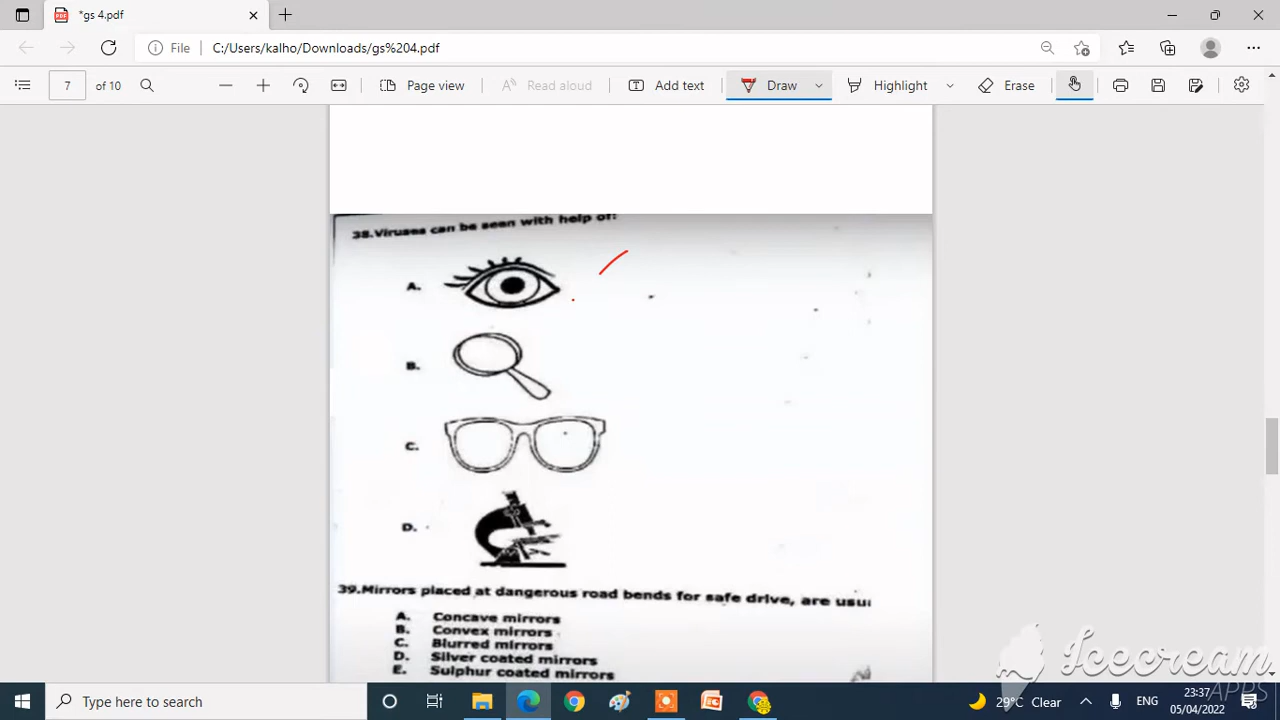 *gs 4.pdf
File
C:/Users/kalho/Downloads/gs%204.pdf
7 of 10
Page view
Read aloud
Add text
Draw
Highlight
Erase
38.Viruses can be seen with help of:
A.
B.
C.
D.
39.Mirrors placed at dangerous road bends for safe drive, are usu
A. Concave mirrors
B. Convex mirrors
C. Blurred mirrors
D. Silver coated mirrors
E. Sulphur coated mirrors
Icecream
APPS
Type here to search
29°C Clear
ENG
23:37
05/04/2022